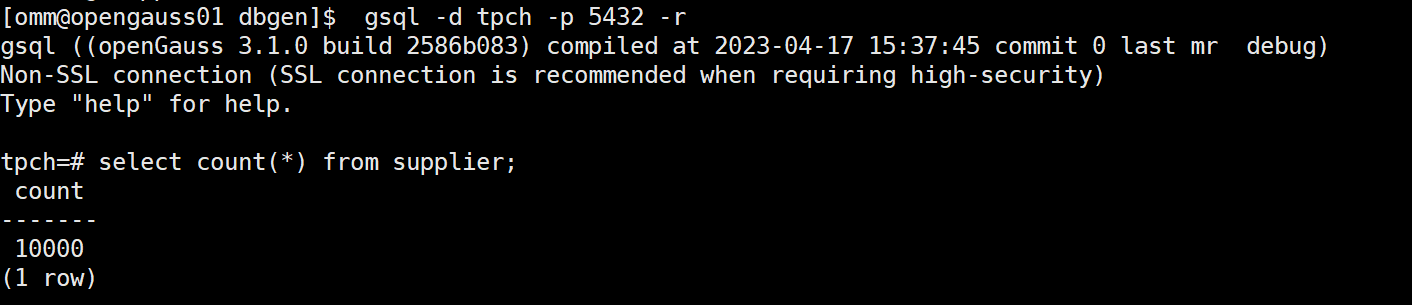 [omm@opengauss01 dbgen]$  gsql -d tpch -p 5432 -r
gsql ((openGauss 3.1.0 build 2586b083) compiled at 2023-04-17 15:37:45 commit 0 last mr  debug)
Non-SSL connection (SSL connection is recommended when requiring high-security)
Type "help" for help.

tpch=# select count(*) from supplier;
 count
-------
 10000
(1 row)